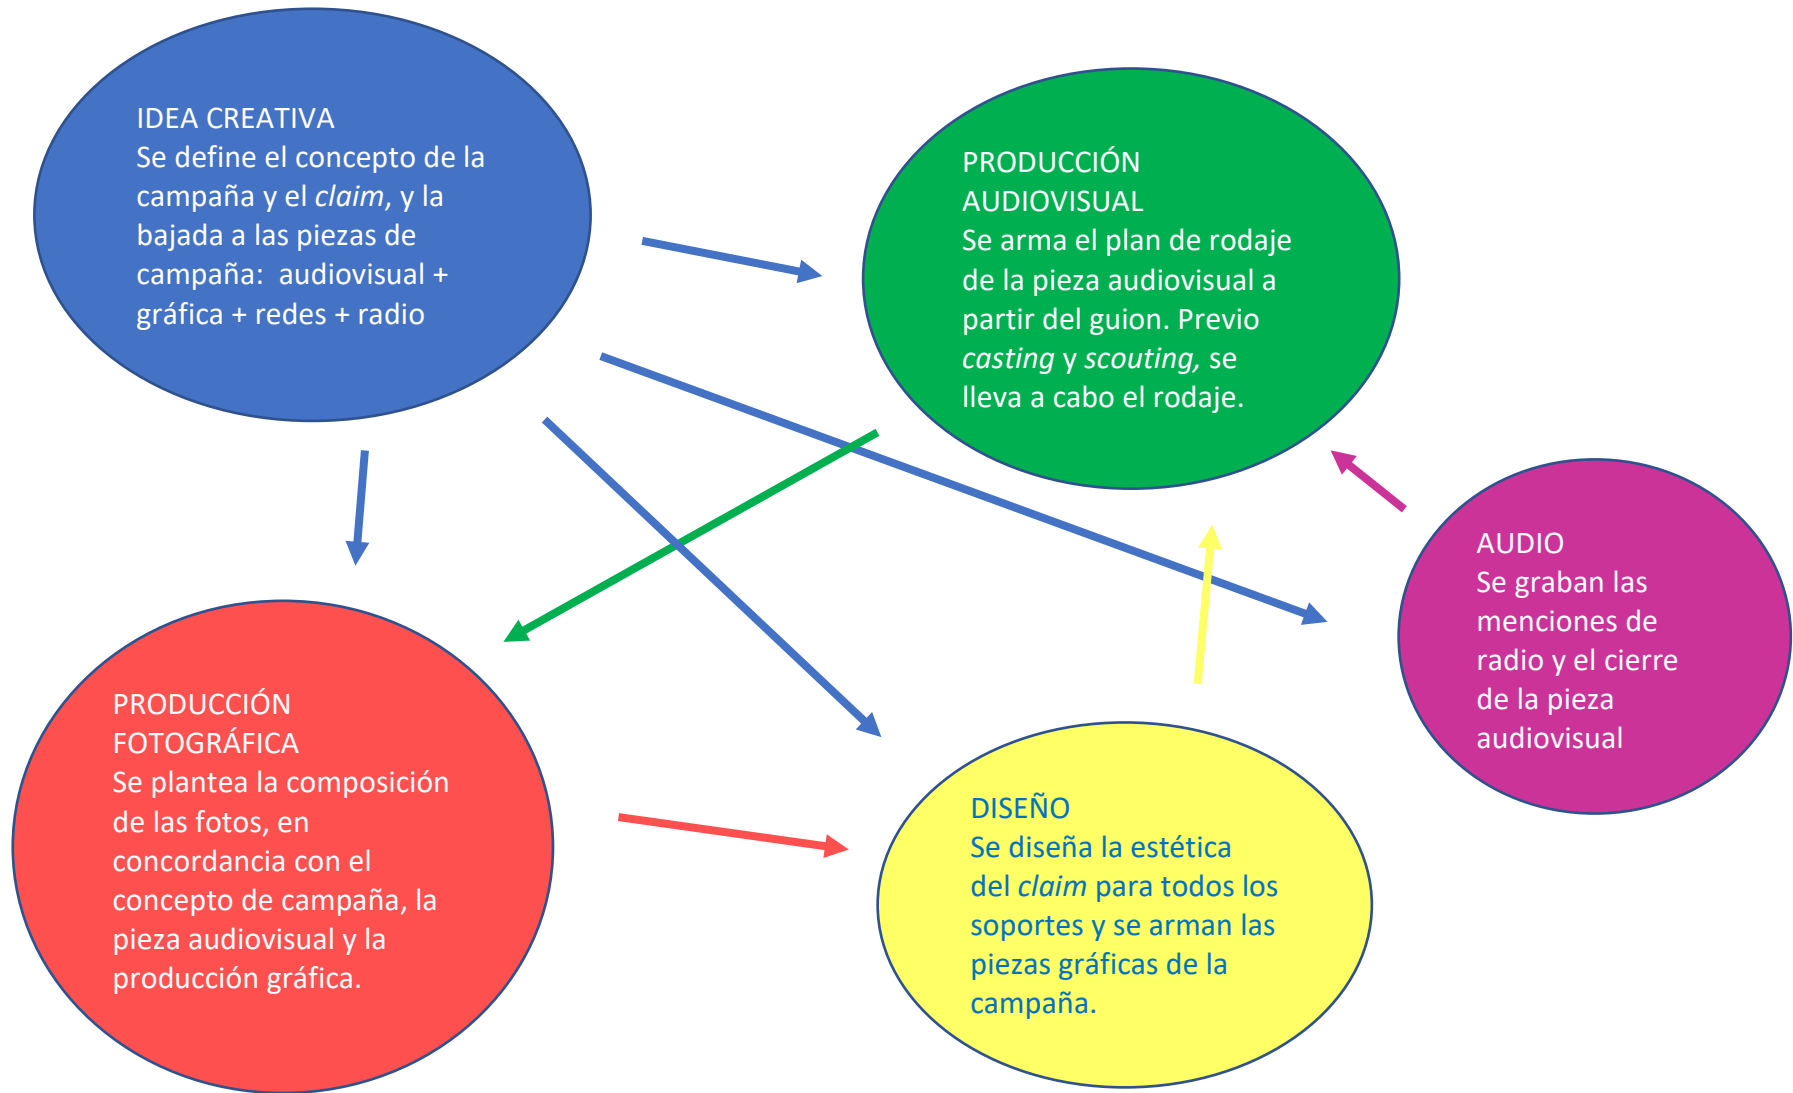 IDEA CREATIVA
Se define el concepto de la
campaña y el claim, y la
bajada a las piezas de
campaña:  audiovisual +
gráfica + redes + radio
PRODUCCIÓN
AUDIOVISUAL
Se arma el plan de rodaje
de la pieza audiovisual a
partir del guion. Previo
casting y scouting, se
lleva a cabo el rodaje.
AUDIO
Se graban las
menciones de
radio y el cierre
de la pieza
audiovisual
PRODUCCIÓN
FOTOGRÁFICA
Se plantea la composición
de las fotos, en
concordancia con el
concepto de campaña, la
pieza audiovisual y la
producción gráfica.
DISEÑO
Se diseña la estética
del claim para todos los
soportes y se arman las
piezas gráficas de la
campaña.